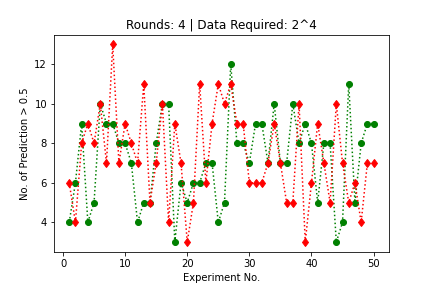 Rounds: 4 | Data Required: 2^4
No. of Prediction > 0.5
12
10
8
6
4
0 10 20 30 40 50
Experiment No.